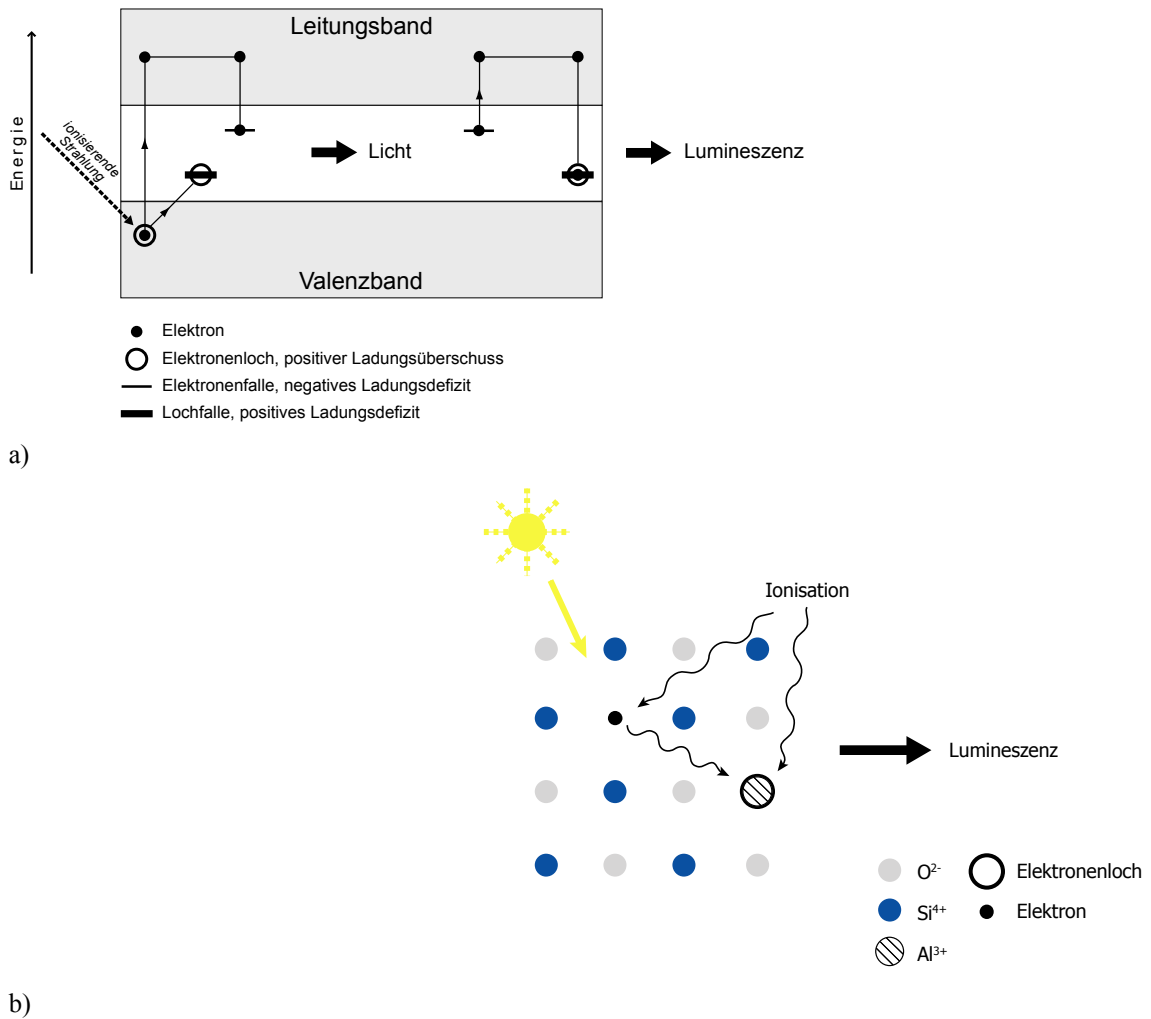 Leitungsband
Energie
ionisierende
Strahlung
Licht
Lumineszenz
Valenzband
Elektron
Elektronenloch, positiver Ladungsüberschuss
Elektronenfalle, negatives Ladungsdefizit
Lochfalle, positives Ladungsdefizit
a)
Ionisation
Lumineszenz
O²⁻
Elektronenloch
Si⁴⁺
Elektron
Al³⁺
b)